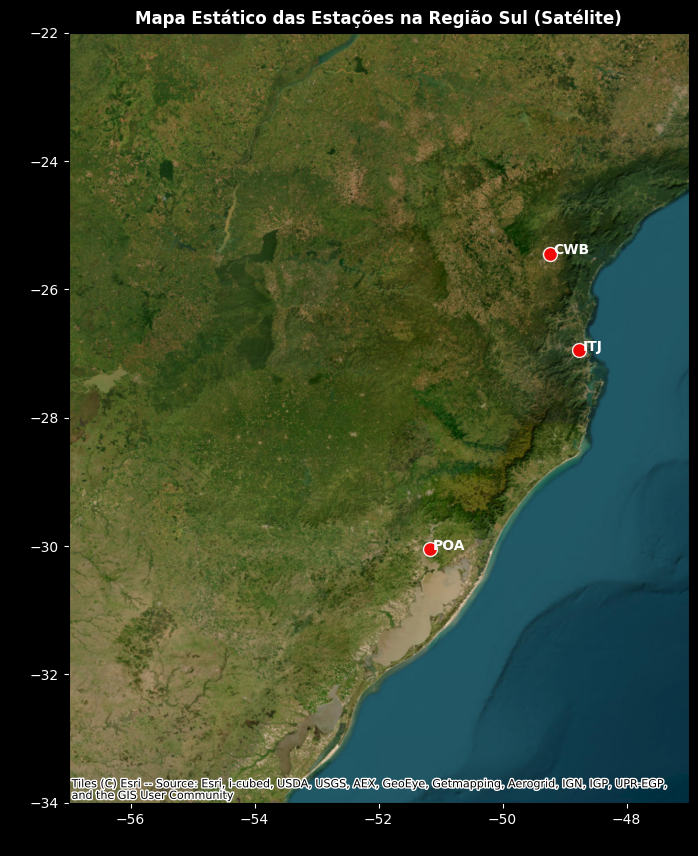 Mapa Estático das Estações na Região Sul (Satélite)
−22
−24
−26
−28
−30
−32
−34
CWB
ITJ
POA
Tiles (C) Esri -- Source: Esri, i-cubed, USDA, USGS, AEX, GeoEye, Getmapping, Aerogrid, IGN, IGP, UPR-EGP,
and the GIS User Community
−56
−54
−52
−50
−48